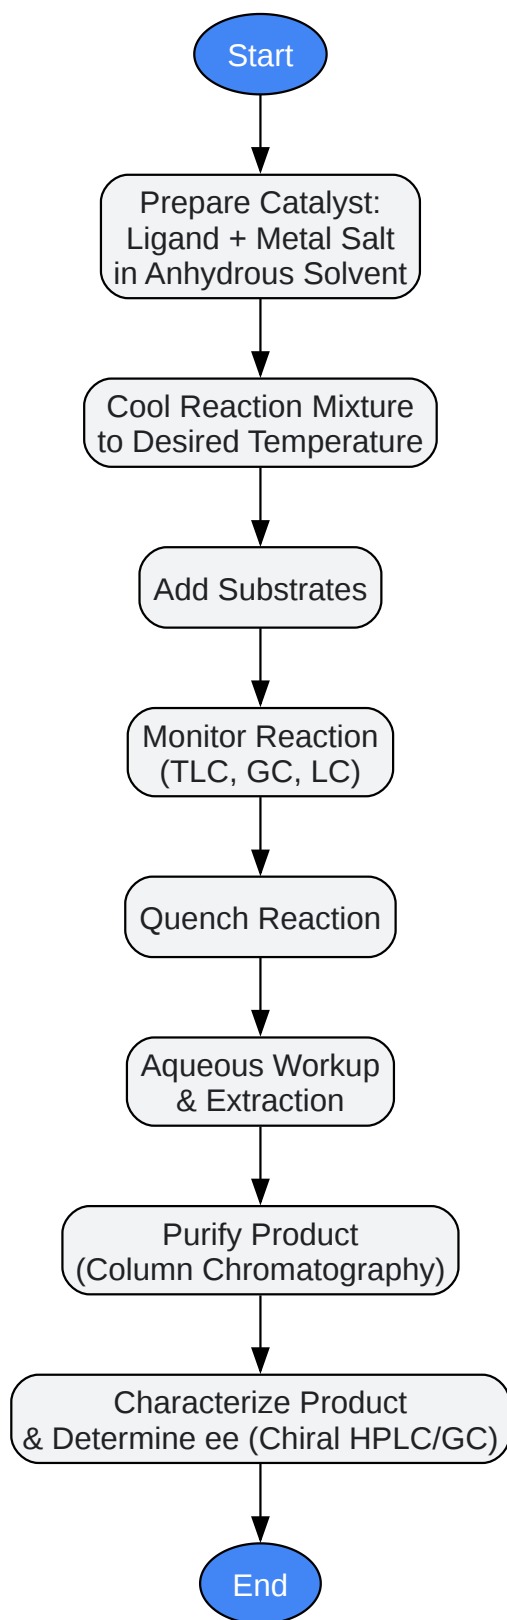 Start
Prepare Catalyst:
Ligand + Metal Salt
in Anhydrous Solvent
Cool Reaction Mixture
to Desired Temperature
Add Substrates
Monitor Reaction
(TLC, GC, LC)
Quench Reaction
Aqueous Workup
& Extraction
Purify Product
(Column Chromatography)
Characterize Product
& Determine ee (Chiral HPLC/GC)
End